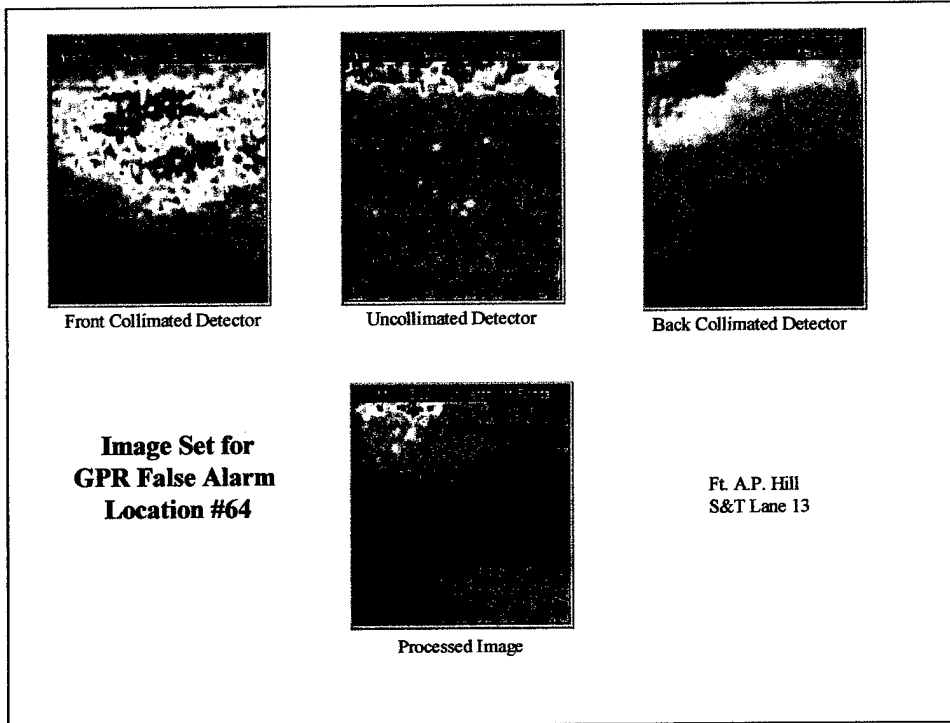 Front Collimated Detector
Uncollimated Detector
Back Collimated Detector
Image Set for
GPR False Alarm
Location #64
Ft. A.P. Hill
S&T Lane 13
Processed Image